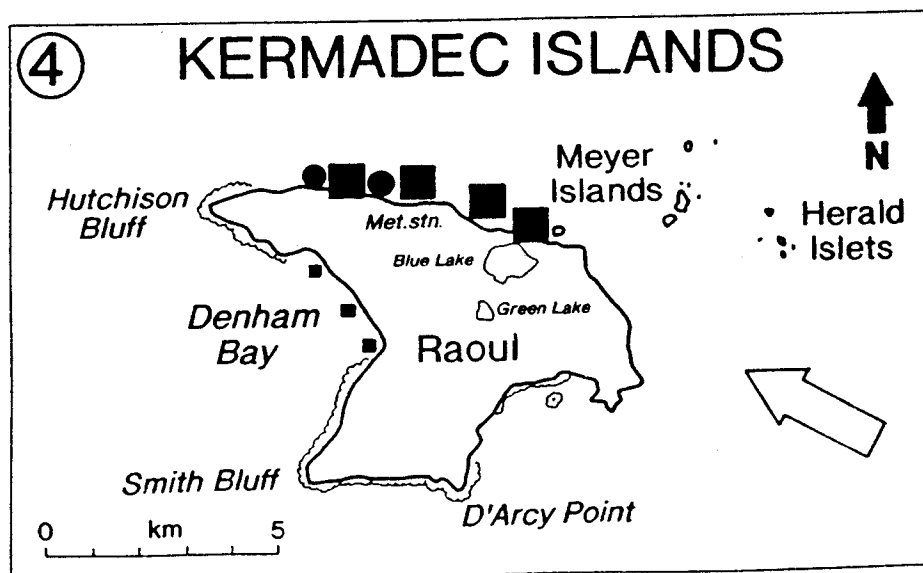 4
KERMADEC ISLANDS
N
Meyer
Islands
Herald
Islets
Hutchison
Bluff
Met.stn.
Blue Lake
Green Lake
Denham
Bay
Raoul
Smith Bluff
D'Arcy Point
0 km 5